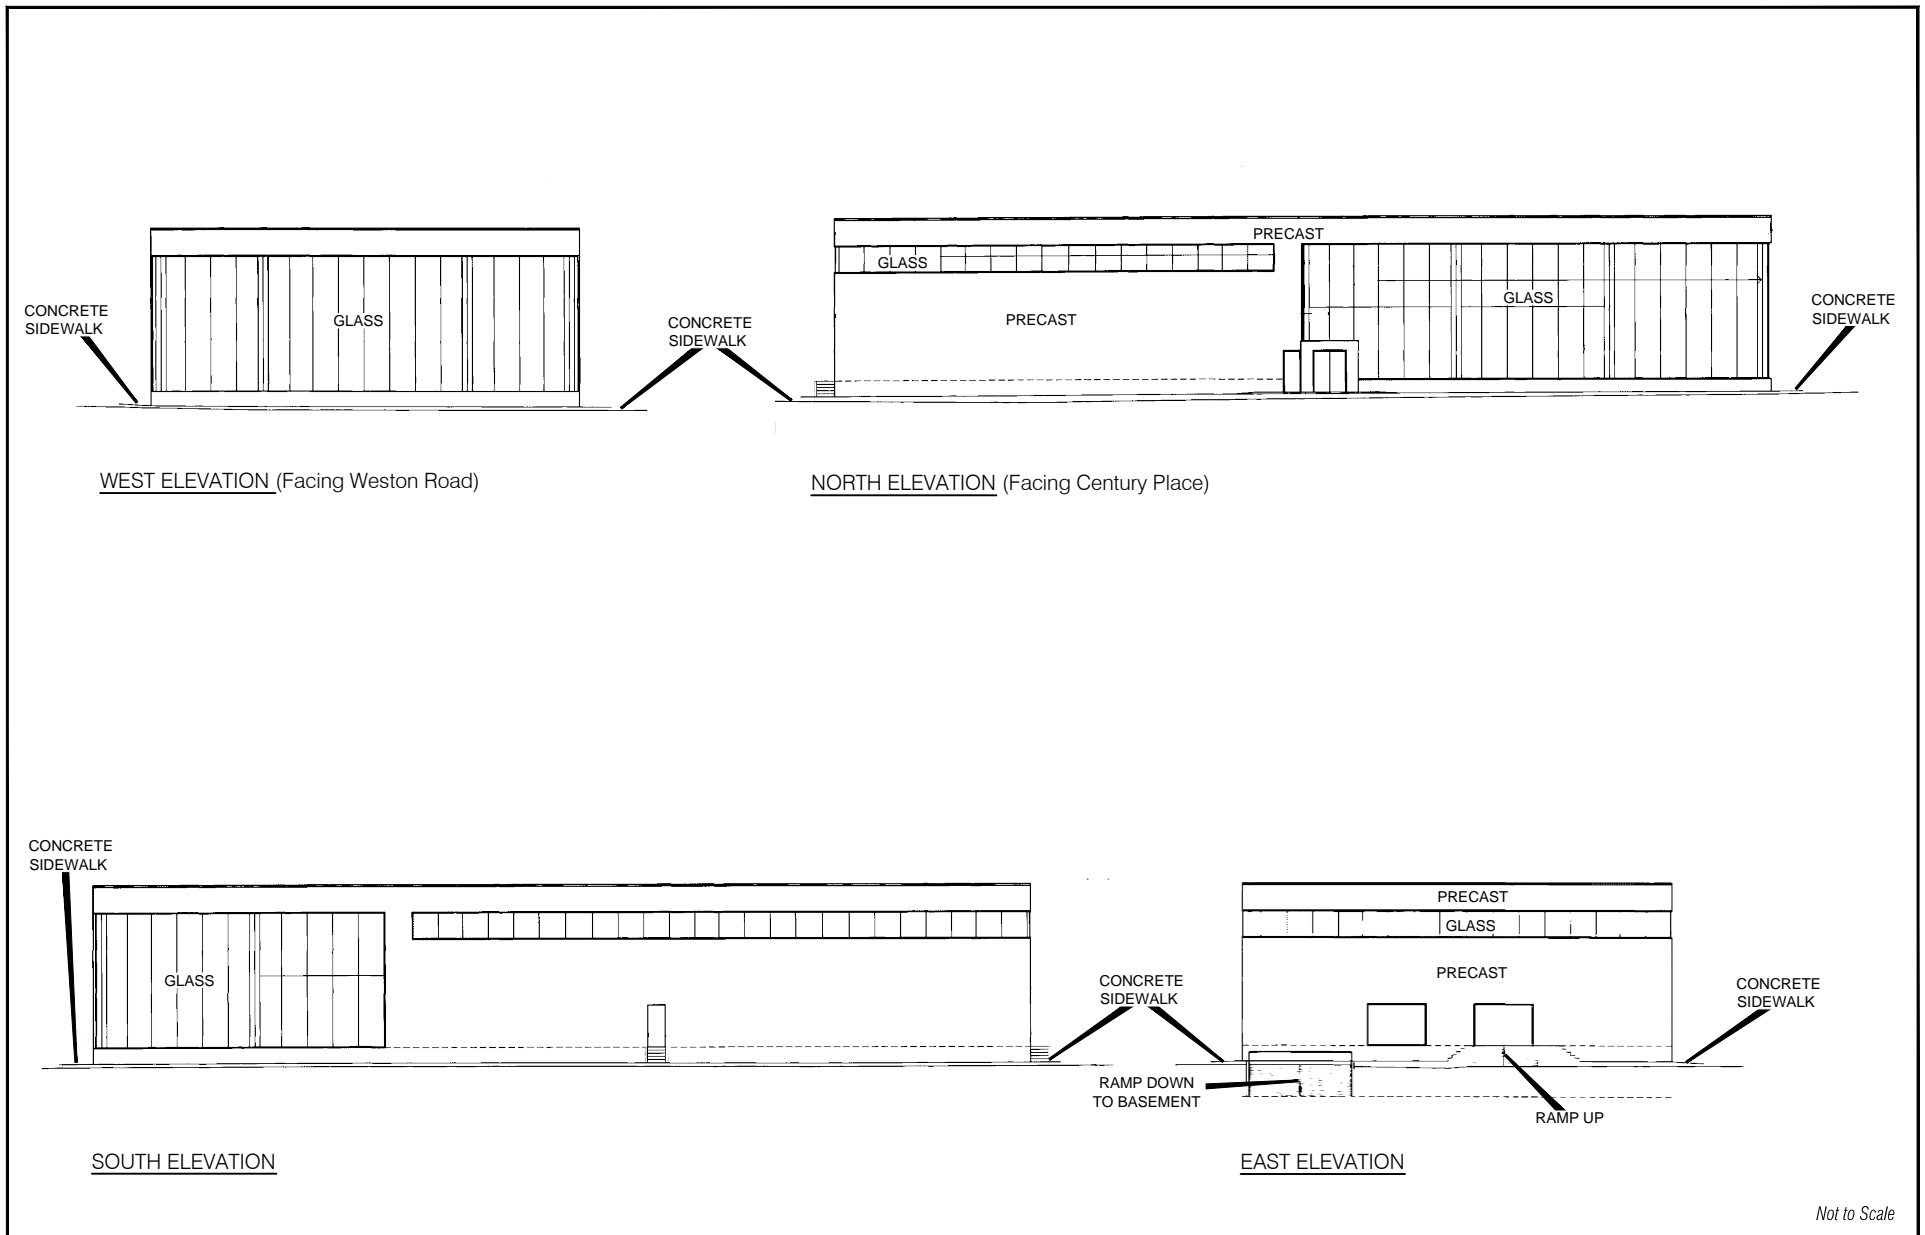 CONCRETE
SIDEWALK
GLASS
CONCRETE
SIDEWALK
WEST ELEVATION (Facing Weston Road)
PRECAST
GLASS
PRECAST
GLASS
CONCRETE
SIDEWALK
NORTH ELEVATION (Facing Century Place)
CONCRETE
SIDEWALK
GLASS
CONCRETE
SIDEWALK
SOUTH ELEVATION
PRECAST
GLASS
PRECAST
CONCRETE
SIDEWALK
RAMP DOWN
TO BASEMENT
RAMP UP
EAST ELEVATION
Not to Scale